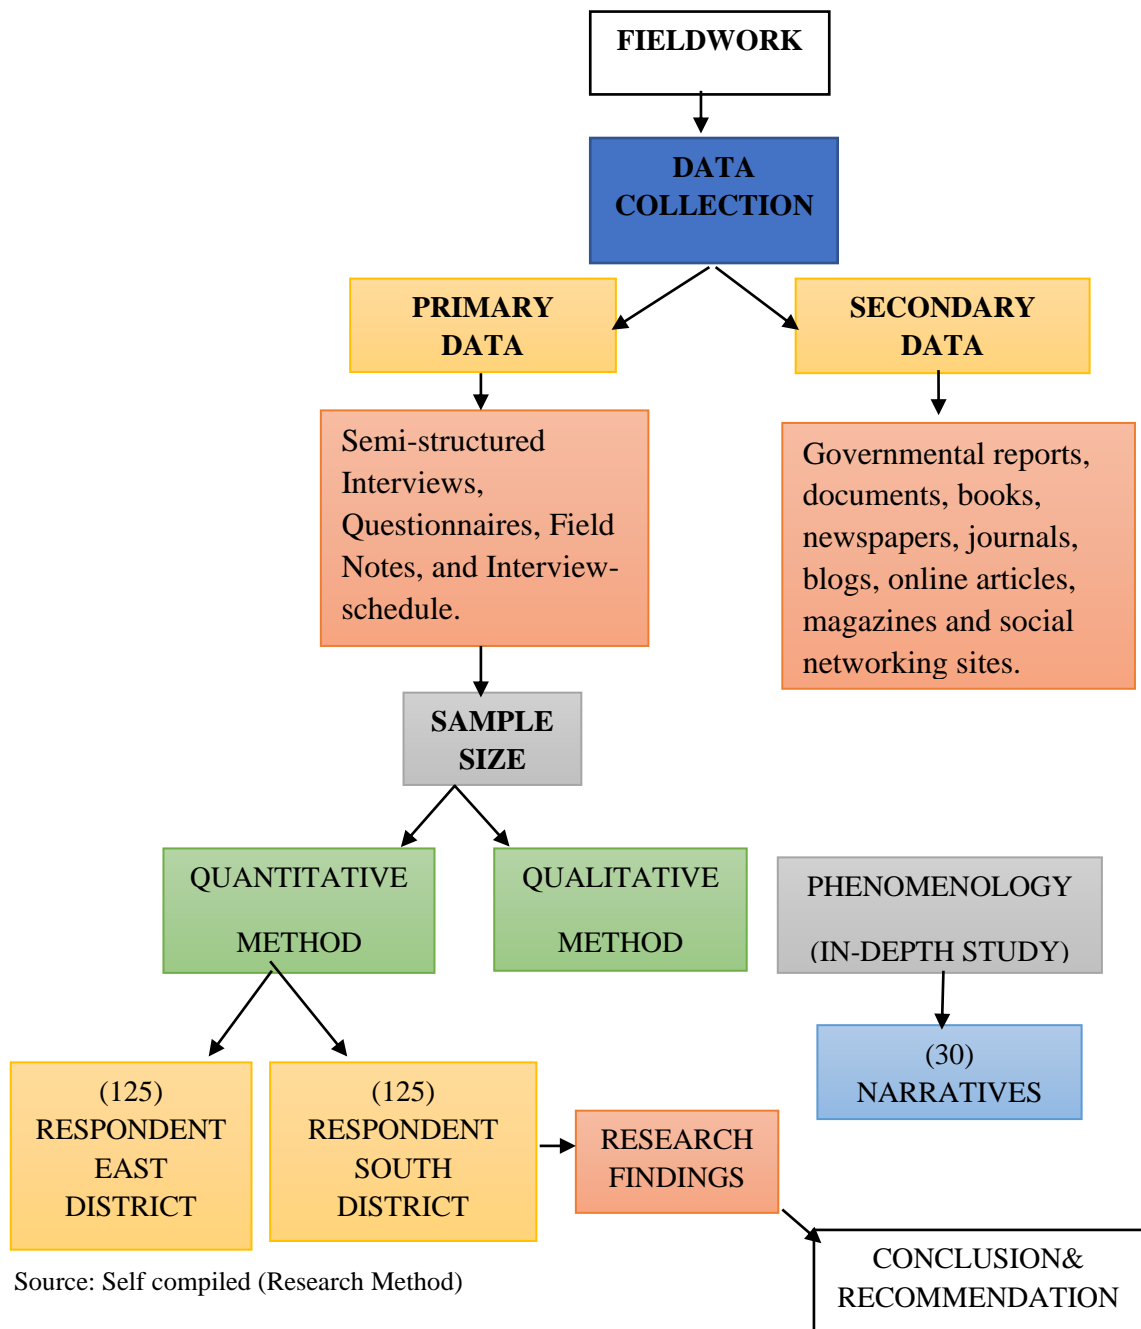 FIELDWORK
DATA
COLLECTION
PRIMARY
DATA
SECONDARY
DATA
Semi-structured
Interviews,
Questionnaires, Field
Notes, and Interview-
schedule.
Governmental reports,
documents, books,
newspapers, journals,
blogs, online articles,
magazines and social
networking sites.
SAMPLE
SIZE
QUANTITATIVE
METHOD
QUALITATIVE
METHOD
PHENOMENOLOGY
(IN-DEPTH STUDY)
(30)
NARRATIVES
(125)
RESPONDENT
EAST
DISTRICT
(125)
RESPONDENT
SOUTH
DISTRICT
RESEARCH
FINDINGS
CONCLUSION&
RECOMMENDATION
Source: Self compiled (Research Method)